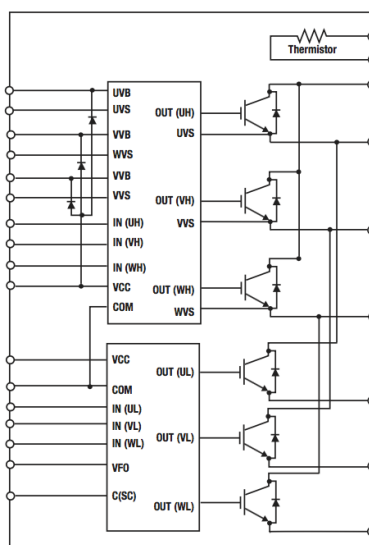 Thermistor
UVB
UVS
VVB
WVS
VVB
VVS
IN (UH)
IN (VH)
IN (WH)
VCC
COM
OUT (UH)
UVS
OUT (VH)
VVS
OUT (WH)
WVS
VCC
COM
IN (UL)
IN (VL)
IN (WL)
VFO
C(SC)
OUT (UL)
OUT (VL)
OUT (WL)